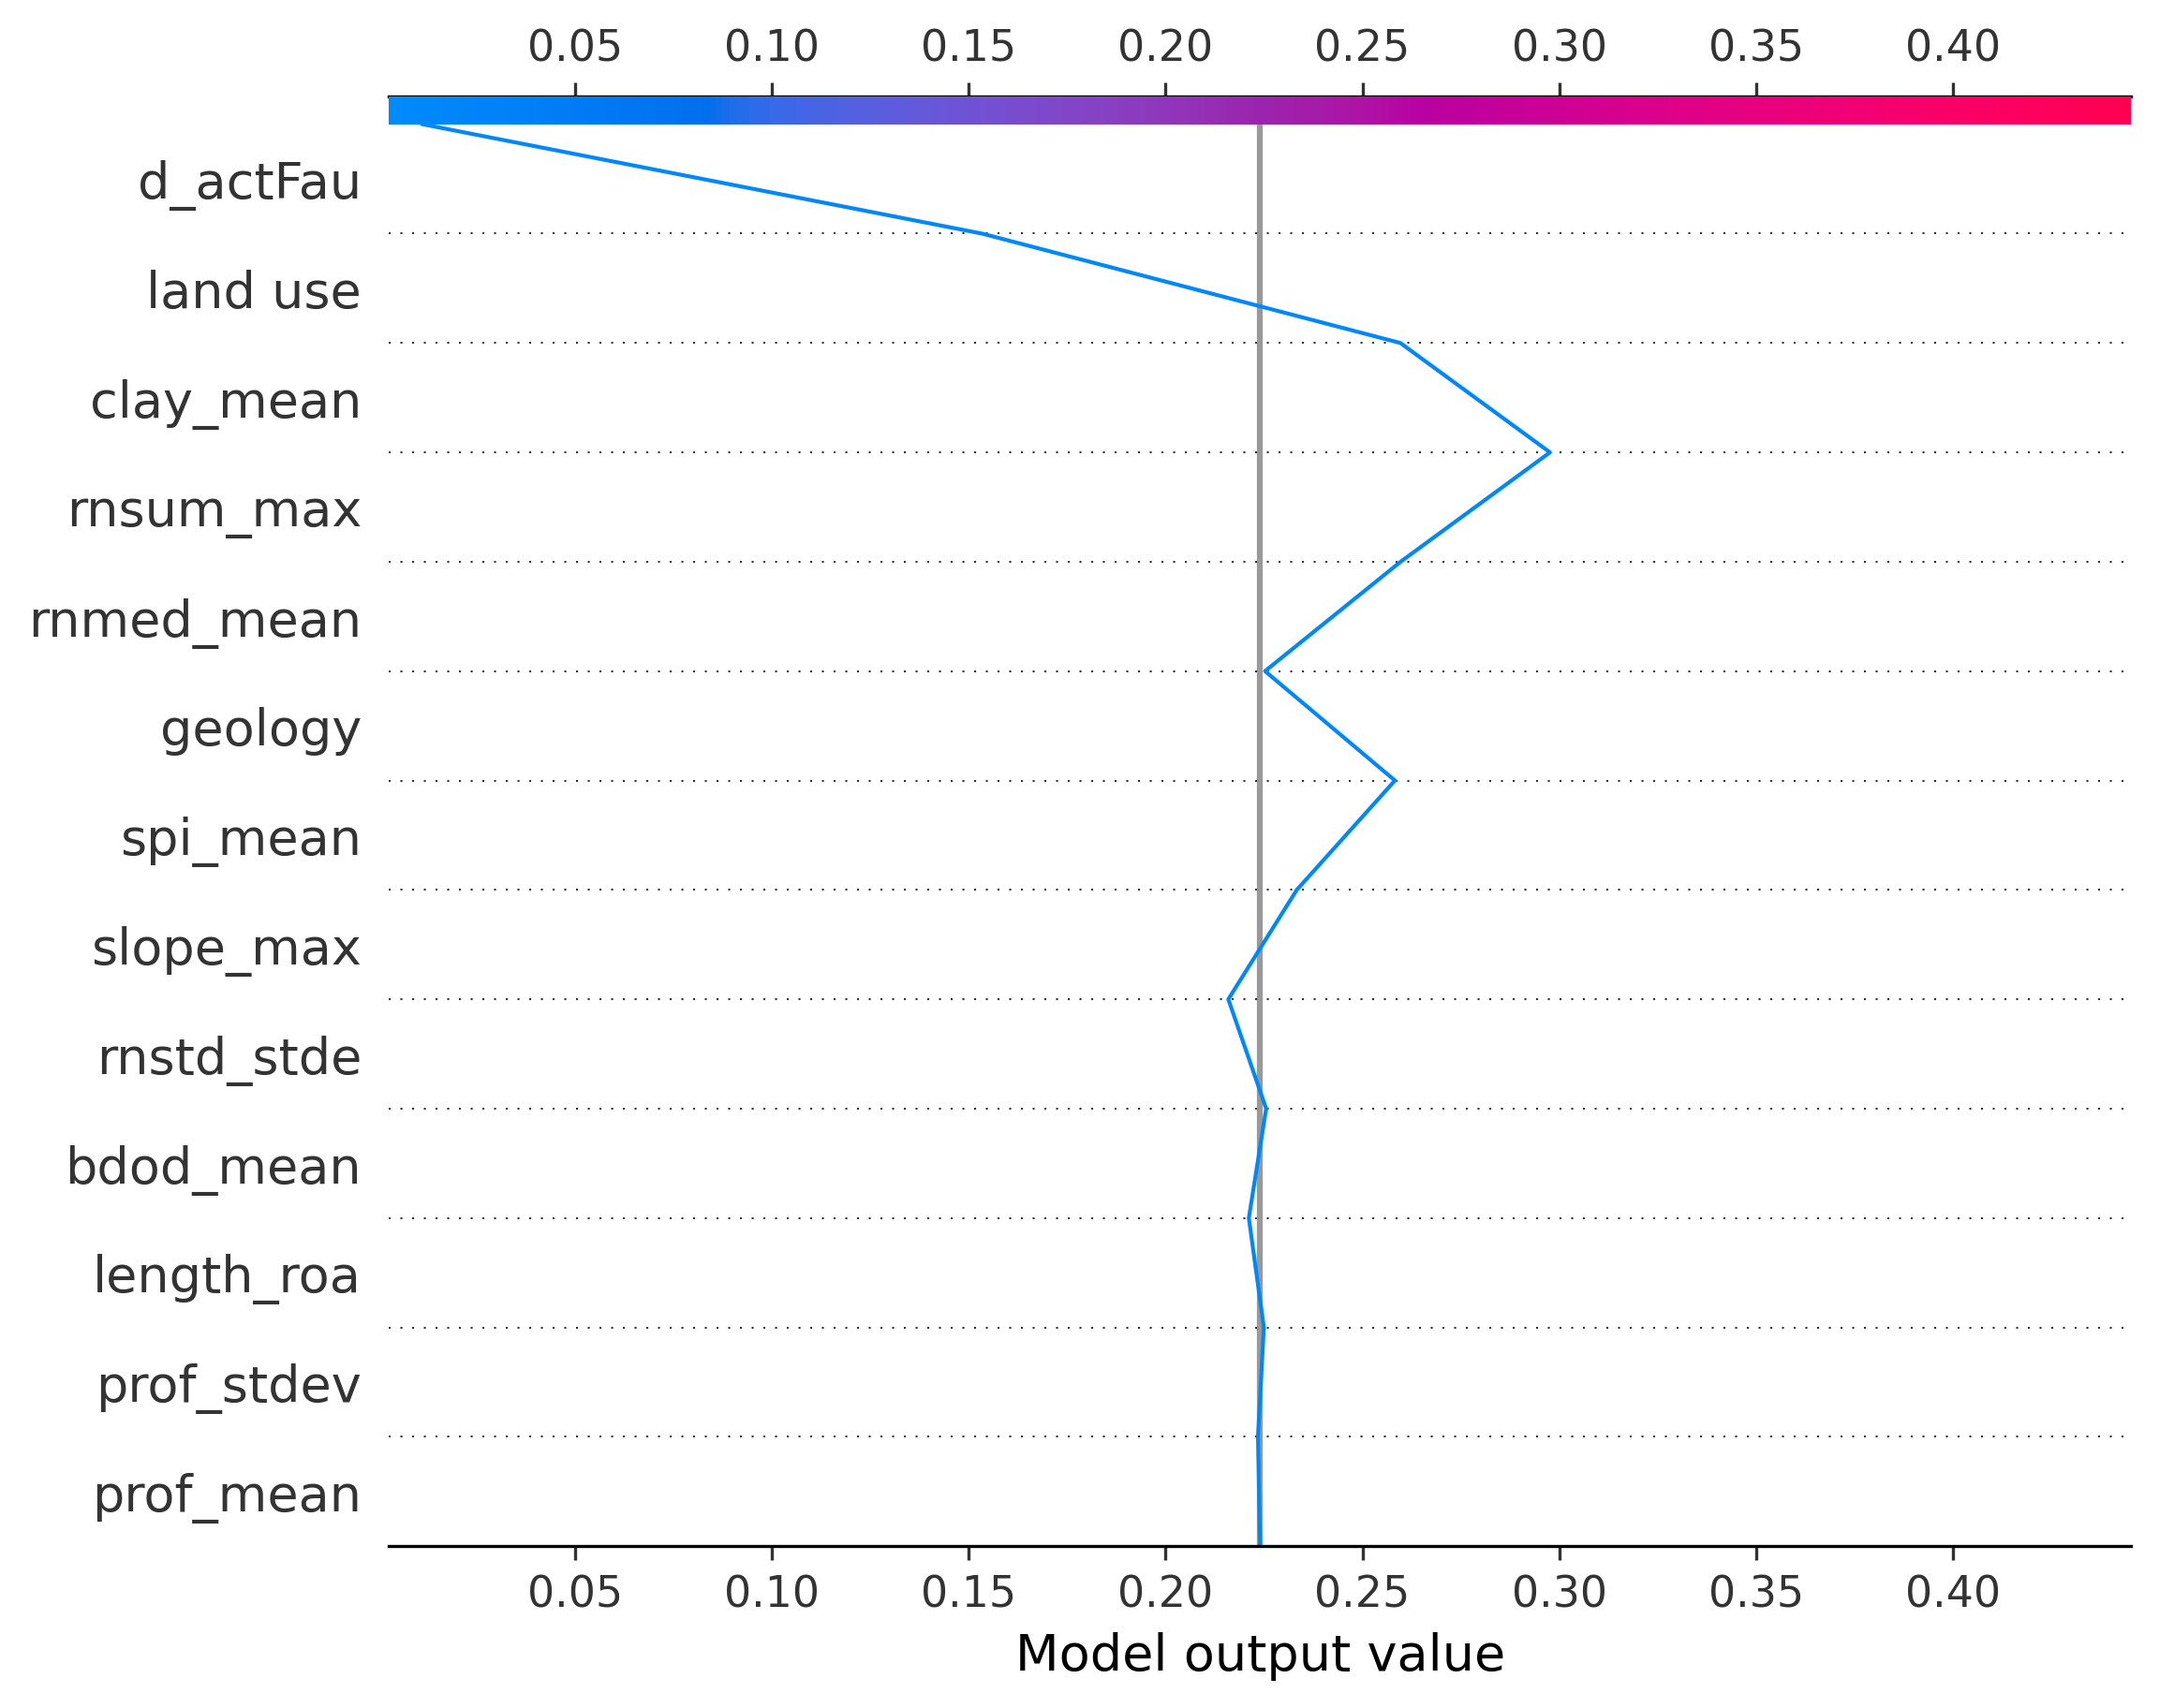 0.05 0.10 0.15 0.20 0.25 0.30 0.35 0.40
d_actFau
land use
clay_mean
rnsum_max
rnmed_mean
geology
spi_mean
slope_max
rnstd_stde
bdod_mean
length_roa
prof_stdev
prof_mean
0.05 0.10 0.15 0.20 0.25 0.30 0.35 0.40
Model output value